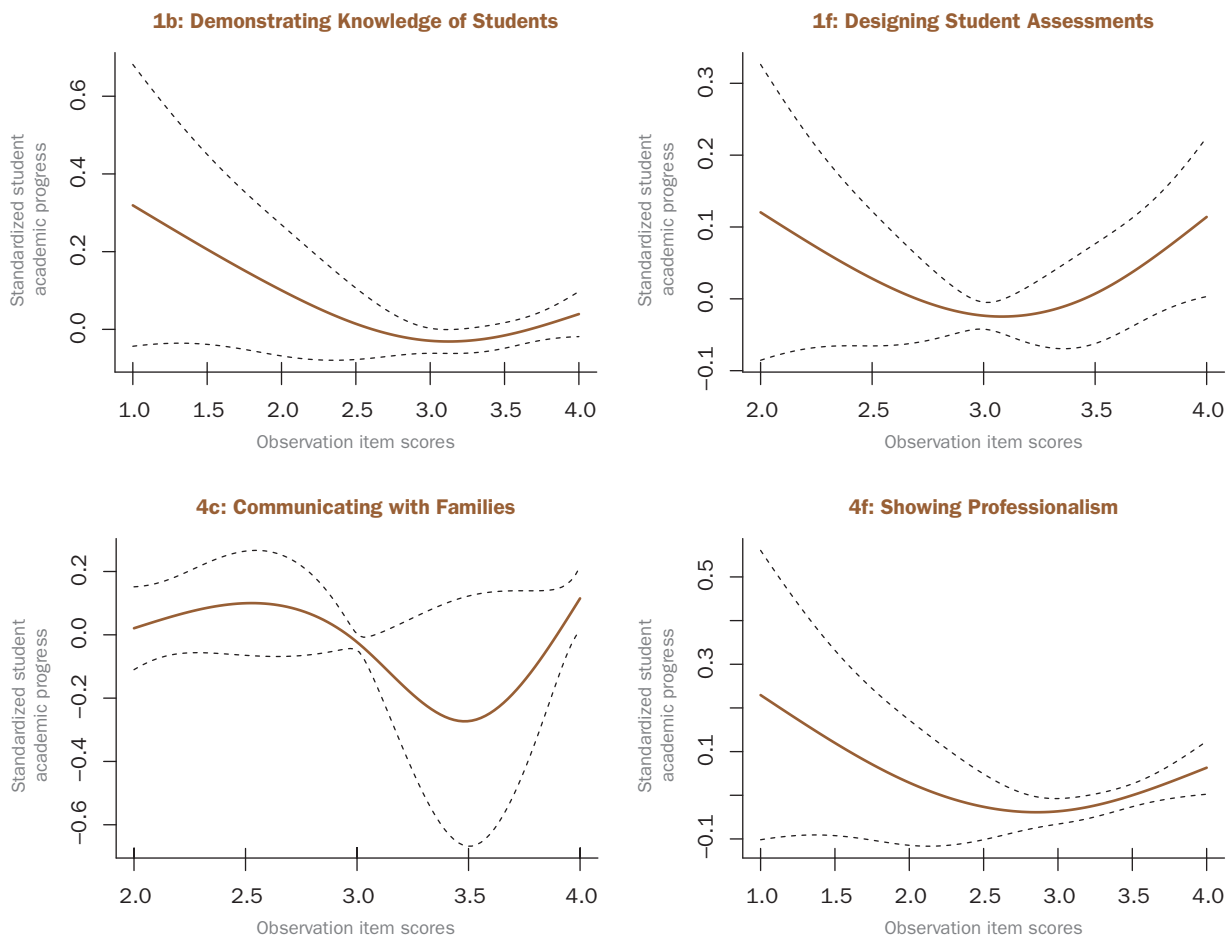 1b: Demonstrating Knowledge of Students
Standardized student
academic progress
0.6
0.4
0.2
0.0
1.0 1.5 2.0 2.5 3.0 3.5 4.0
Observation item scores
1f: Designing Student Assessments
Standardized student
academic progress
0.3
0.2
0.1
0.0
−0.1
2.0 2.5 3.0 3.5 4.0
Observation item scores
4c: Communicating with Families
Standardized student
academic progress
0.2
0.0
−0.2
−0.4
−0.6
2.0 2.5 3.0 3.5 4.0
Observation item scores
4f: Showing Professionalism
Standardized student
academic progress
0.5
0.3
0.1
−0.1
1.0 1.5 2.0 2.5 3.0 3.5 4.0
Observation item scores